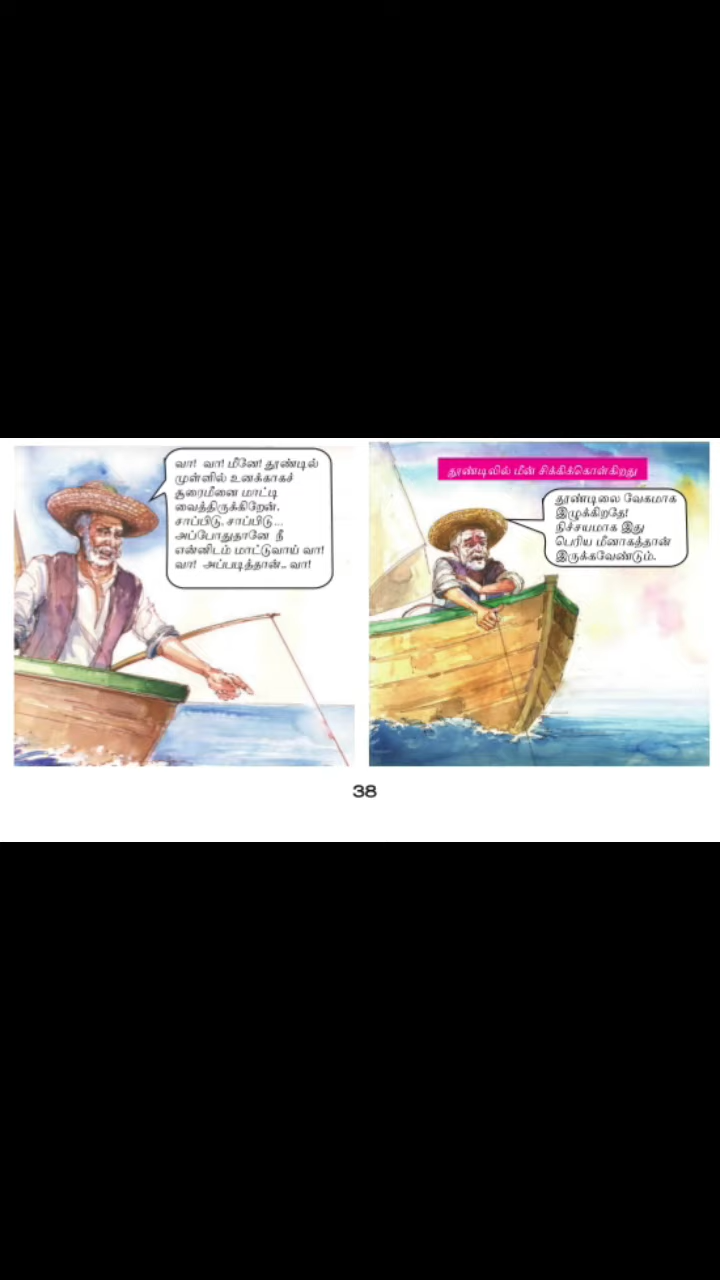 வா! வா! மீனே! தூண்டில்
முள்ளில் உனக்காகச்
சூரைமீனை மாட்டி
வைத்திருக்கிறேன்.
சாப்பிடு, சாப்பிடு...
அப்போதுதானே நீ
என்னிடம் மாட்டுவாய் வா!
வா! அப்படித்தான்- வா!
தூண்டிலில் மீன் சிக்கிக்கொள்கிறது
தூண்டிலை வேகமாக
இழுக்கிறதே!
நிச்சயமாக இது
பெரிய மீனாகத்தான்
இருக்கவேண்டும்.
38